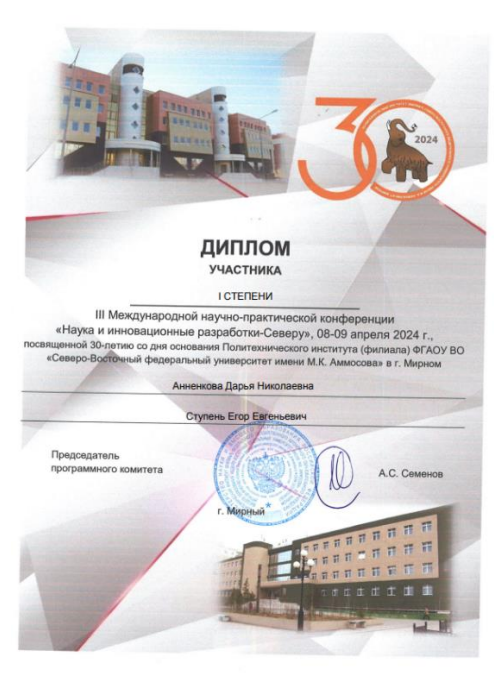 30
2024
ДИПЛОМ
УЧАСТНИКА
I СТЕПЕНИ
III Международной научно-практической конференции
«Наука и инновационные разработки-Северу», 08-09 апреля 2024 г.,
посвященной 30-летию со дня основания Политехнического института (филиала) ФГАОУ ВО
«Северо-Восточный федеральный университет имени М.К. Аммосова» в г. Мирном
Анненкова Дарья Николаевна
Ступень Егор Евгеньевич
Председатель
программного комитета
А.С. Семенов
г. Мирный